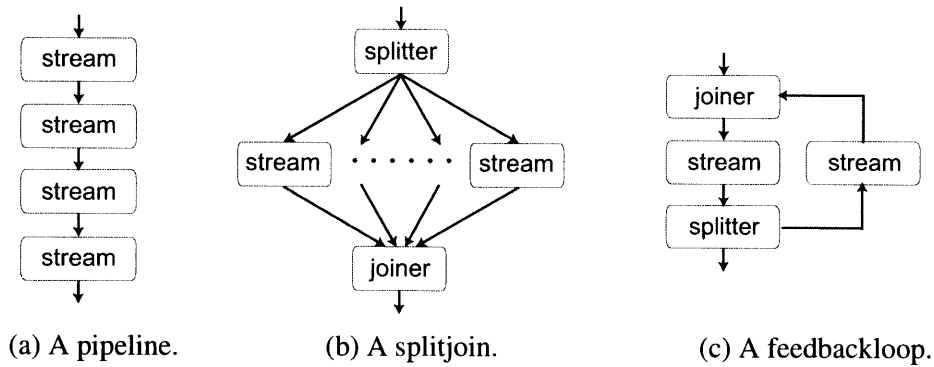 stream
stream
stream
stream
(a) A pipeline.
splitter
stream
stream
joiner
(b) A splitjoin.
joiner
stream
stream
splitter
(c) A feedbackloop.